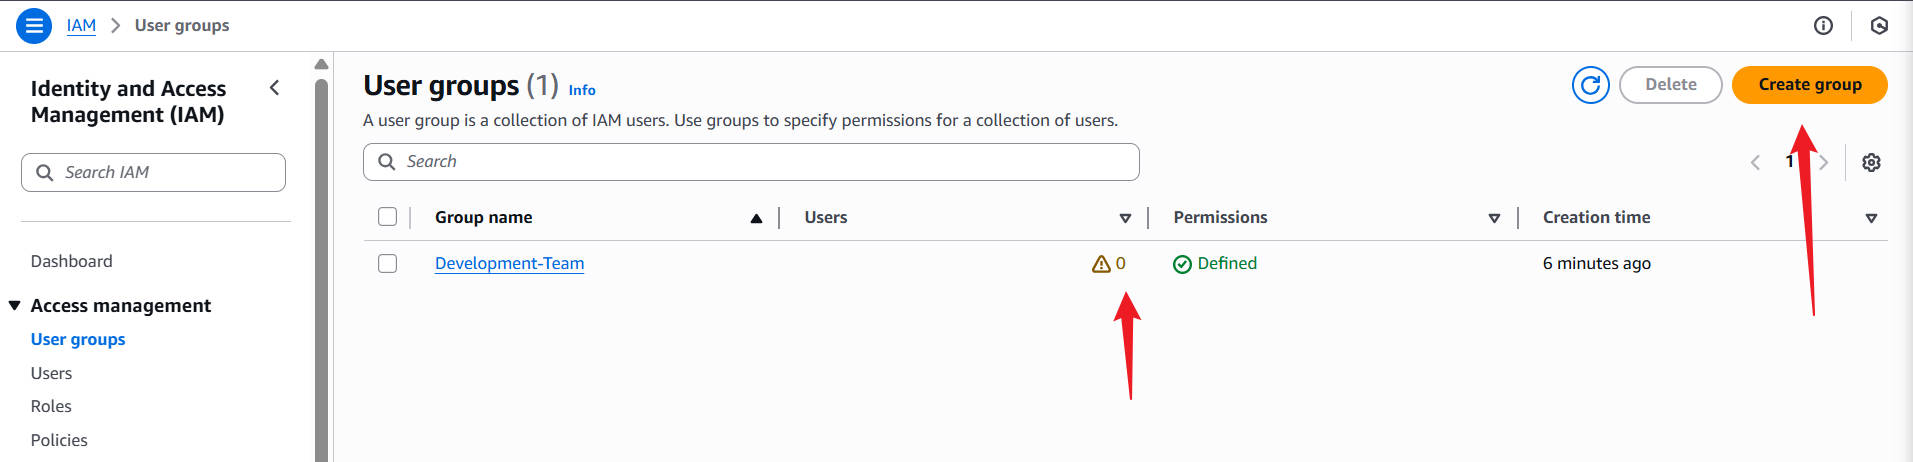 IAM > User groups
Identity and Access
Management (IAM)
Search IAM
Dashboard
Access management
User groups
Users
Roles
Policies
User groups (1) Info
Delete
Create group
A user group is a collection of IAM users. Use groups to specify permissions for a collection of users.
Search
1
Group name Users Permissions Creation time
Development-Team 0 Defined 6 minutes ago